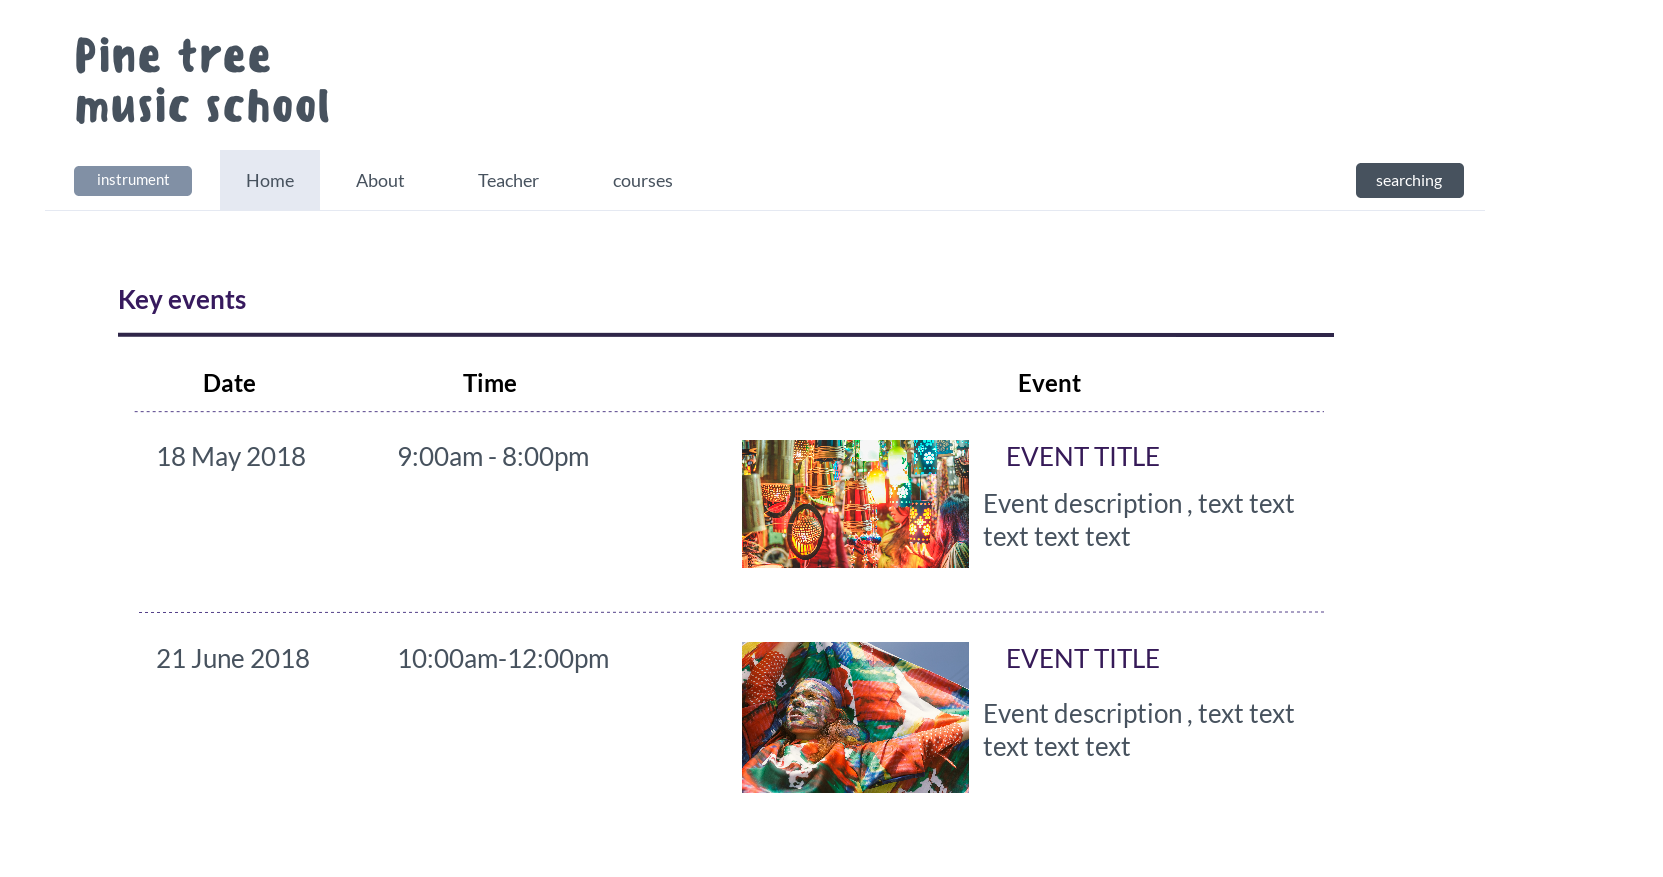 Pine tree
music school
instrument
Home
About
Teacher
courses
searching
Key events
Date
Time
Event
18 May 2018
9:00am - 8:00pm
EVENT TITLE
Event description , text text
text text text
21 June 2018
10:00am-12:00pm
EVENT TITLE
Event description , text text
text text text